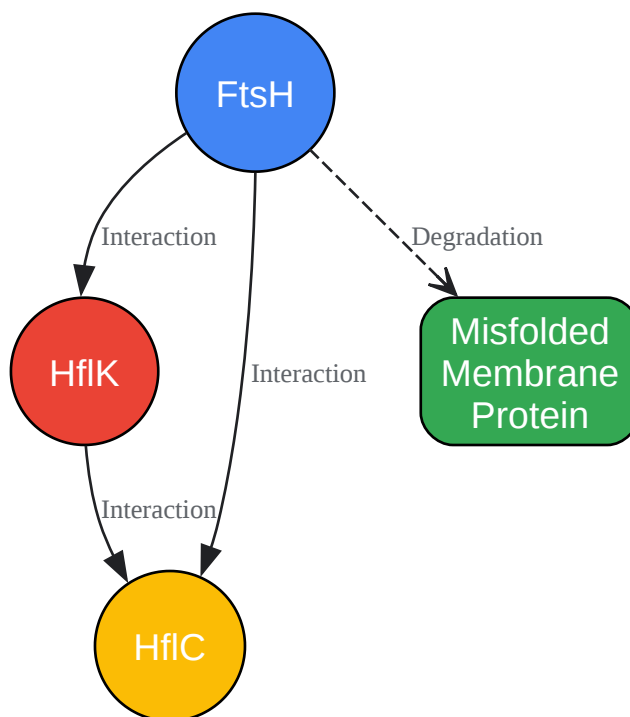 FtsH
Interaction
Degradation
Misfolded
Membrane
Protein
HflK
Interaction
Interaction
HflC